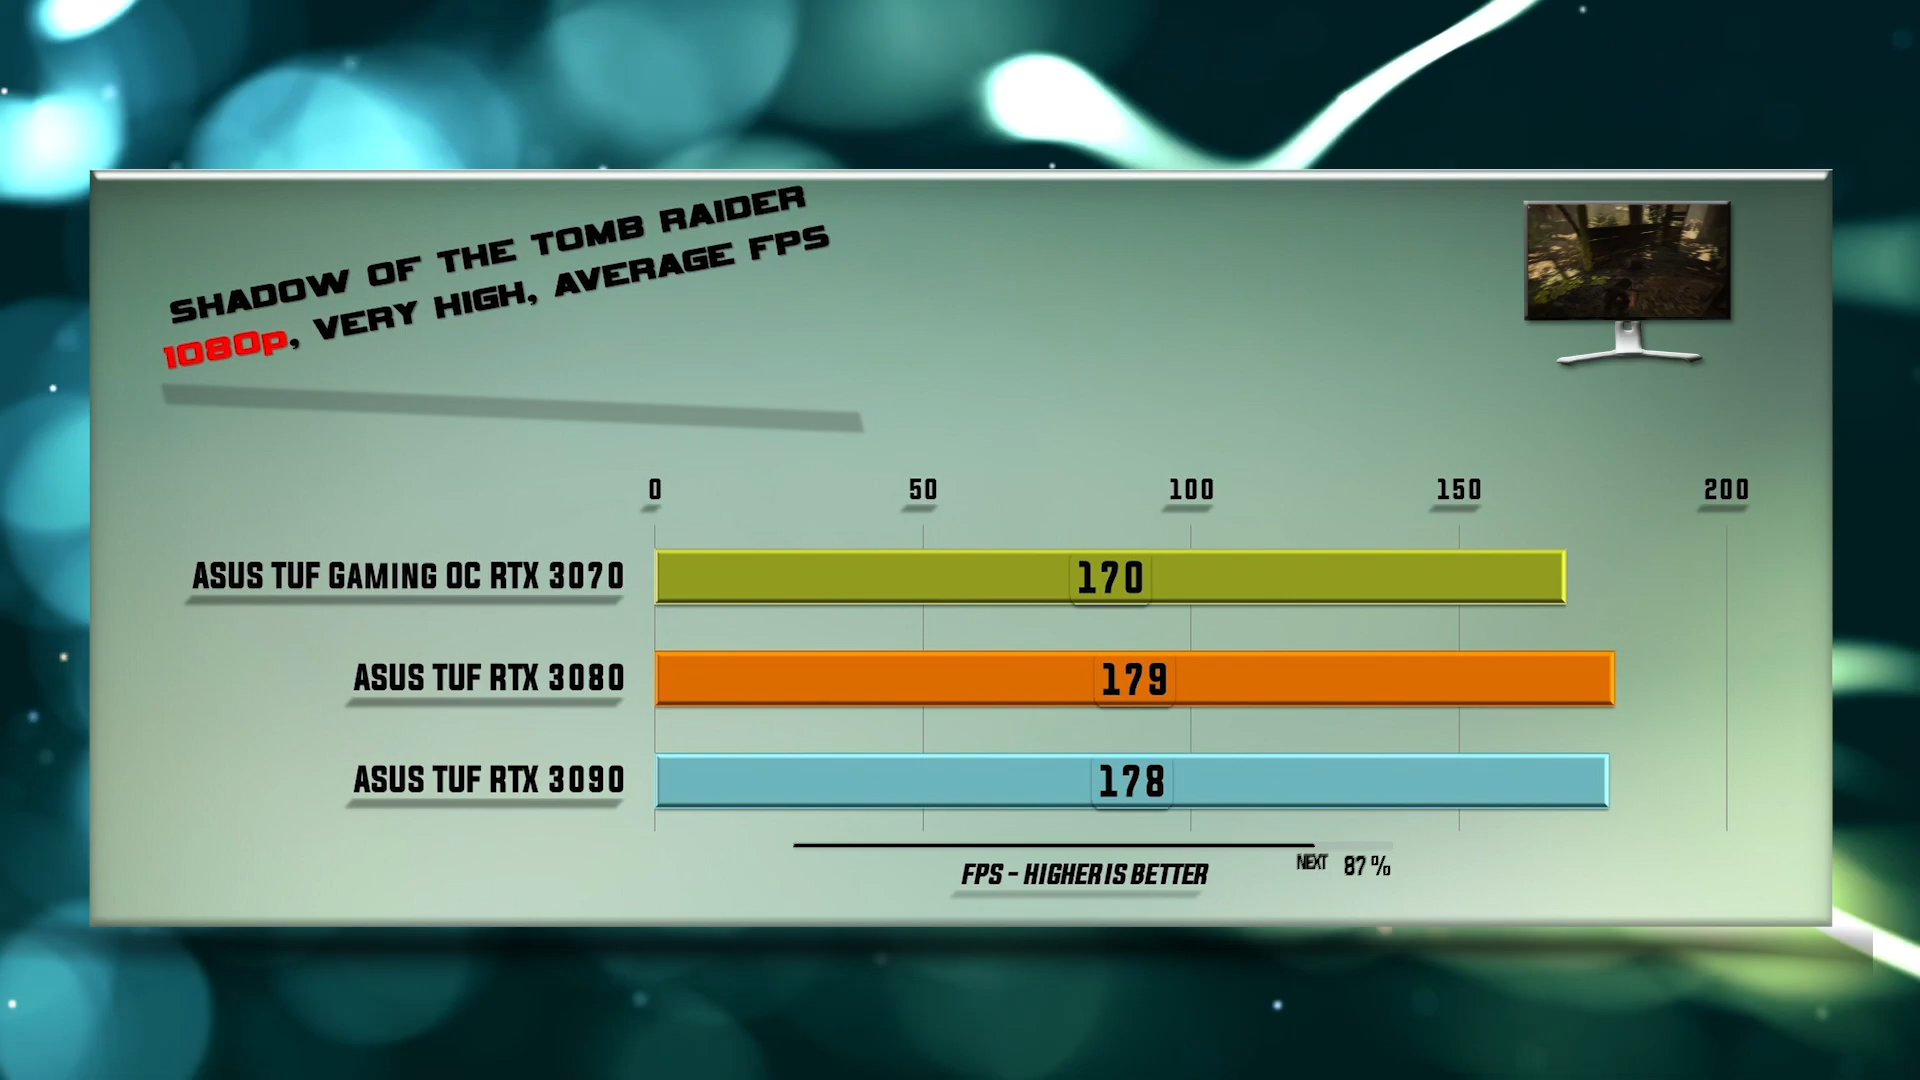 SHADOW OF THE TOMB RAIDER
1080p, VERY HIGH, AVERAGE FPS
0 50 100 150 200
ASUS TUF GAMING OC RTX 3070 170
ASUS TUF RTX 3080 179
ASUS TUF RTX 3090 178
FPS - HIGHER IS BETTER
NEXT 87%